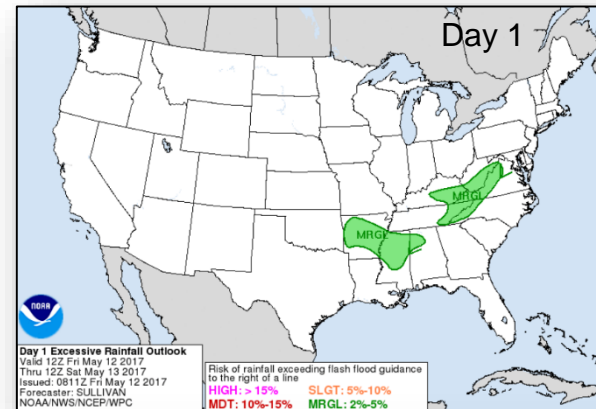 Day 1
MRGL
MRGL
NOAA
Day 1 Excessive Rainfall Outlook
Valid 12Z Fri May 12 2017
Thru 12Z Sat May 13 2017
Issued: 0811Z Fri May 12 2017
Forecaster: SULLIVAN
NOAA/NWS/NCEP/WPC
Risk of rainfall exceeding flash flood guidance
to the right of a line
HIGH: > 15% SLGT: 5%-10%
MDT: 10%-15% MRGL: 2%-5%